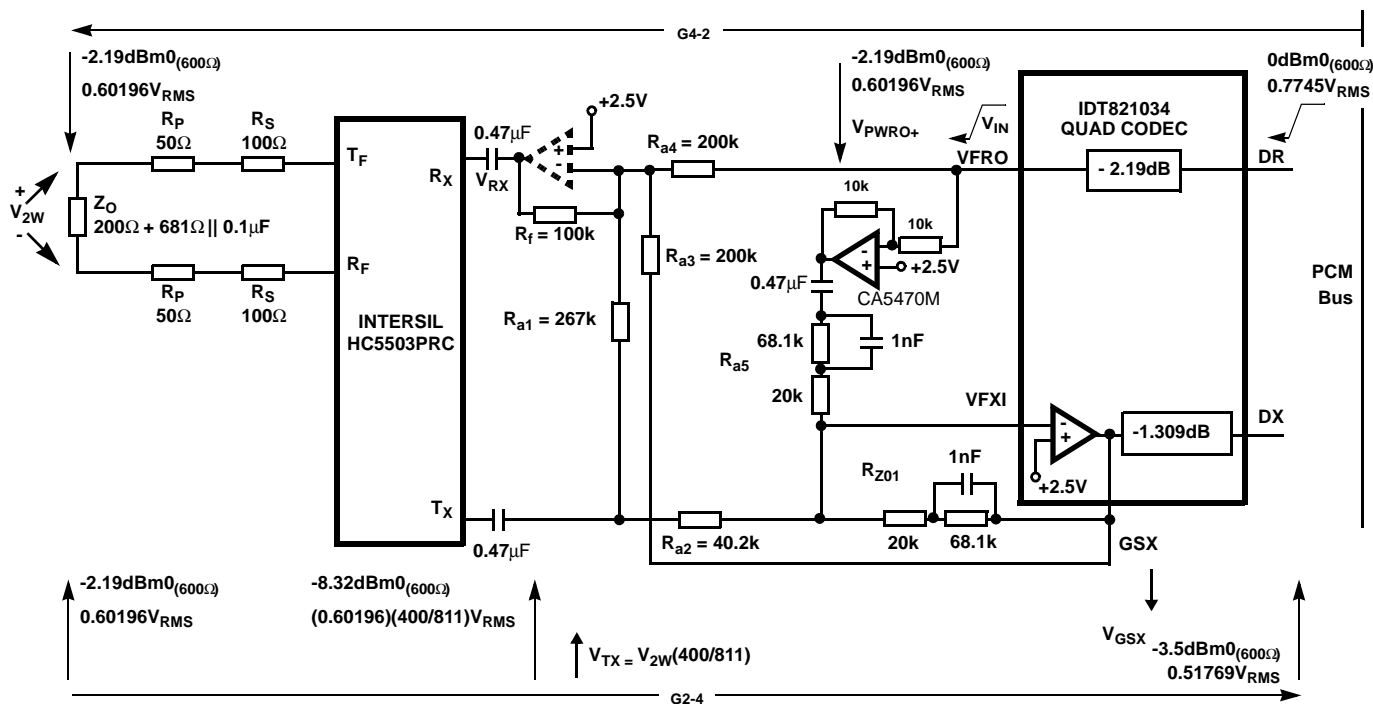 G4-2
-2.19dBm0(600Ω)
0.60196VRMS
-2.19dBm0(600Ω)
0.60196VRMS
0dBm0(600Ω)
0.7745VRMS
+2.5V
IDT821034
QUAD CODEC
RP
50Ω
RS
100Ω
0.47μF
Ra4 = 200k
VPWRO+
VIN
TF
RX
VRX
+
-
VFRO
- 2.19dB
DR
+
V2W
-
ZO
200Ω + 681Ω || 0.1μF
Rf = 100k
10k
10k
-
+
+2.5V
Ra3 = 200k
CA5470M
RF
0.47μF
PCM
Bus
RP
50Ω
RS
100Ω
INTERSIL
HC5503PRC
Ra1 = 267k
68.1k
1nF
Ra5
20k
VFXI
-
+
-1.309dB
DX
RZ01
1nF
+2.5V
TX
0.47μF
Ra2 = 40.2k
20k
68.1k
GSX
-2.19dBm0(600Ω)
0.60196VRMS
-8.32dBm0(600Ω)
(0.60196)(400/811)VRMS
VTX = V2W(400/811)
VGSX
-3.5dBm0(600Ω)
0.51769VRMS
G2-4